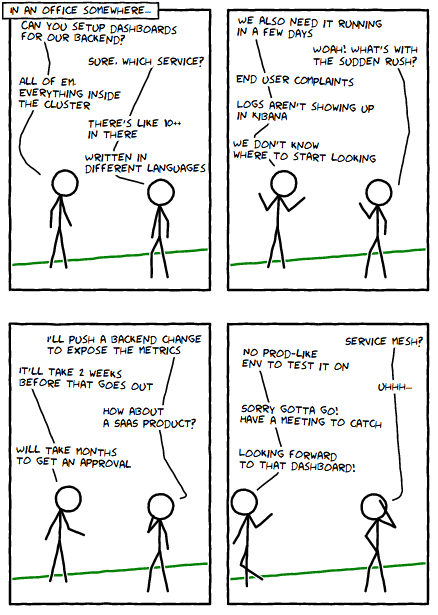 IN AN OFFICE SOMEWHERE...
CAN YOU SETUP DASHBOARDS
FOR OUR BACKEND?
SURE. WHICH SERVICE?
ALL OF EM.
EVERYTHING INSIDE
THE CLUSTER
THERE'S LIKE 10++
IN THERE
WRITTEN IN
DIFFERENT LANGUAGES
WE ALSO NEED IT RUNNING
IN A FEW DAYS
WOAH! WHAT'S WITH
THE SUDDEN RUSH?
END USER COMPLAINTS
LOGS AREN'T SHOWING UP
IN KIBANA
WE DON'T KNOW
WHERE TO START LOOKING
I'LL PUSH A BACKEND CHANGE
TO EXPOSE THE METRICS
IT'LL TAKE 2 WEEKS
BEFORE THAT GOES OUT
HOW ABOUT
A SAAS PRODUCT?
WILL TAKE MONTHS
TO GET AN APPROVAL
SERVICE MESH?
NO PROD-LIKE
ENV TO TEST IT ON
UHHH...
SORRY GOTTA GO!
HAVE A MEETING TO CATCH
LOOKING FORWARD
TO THAT DASHBOARD!